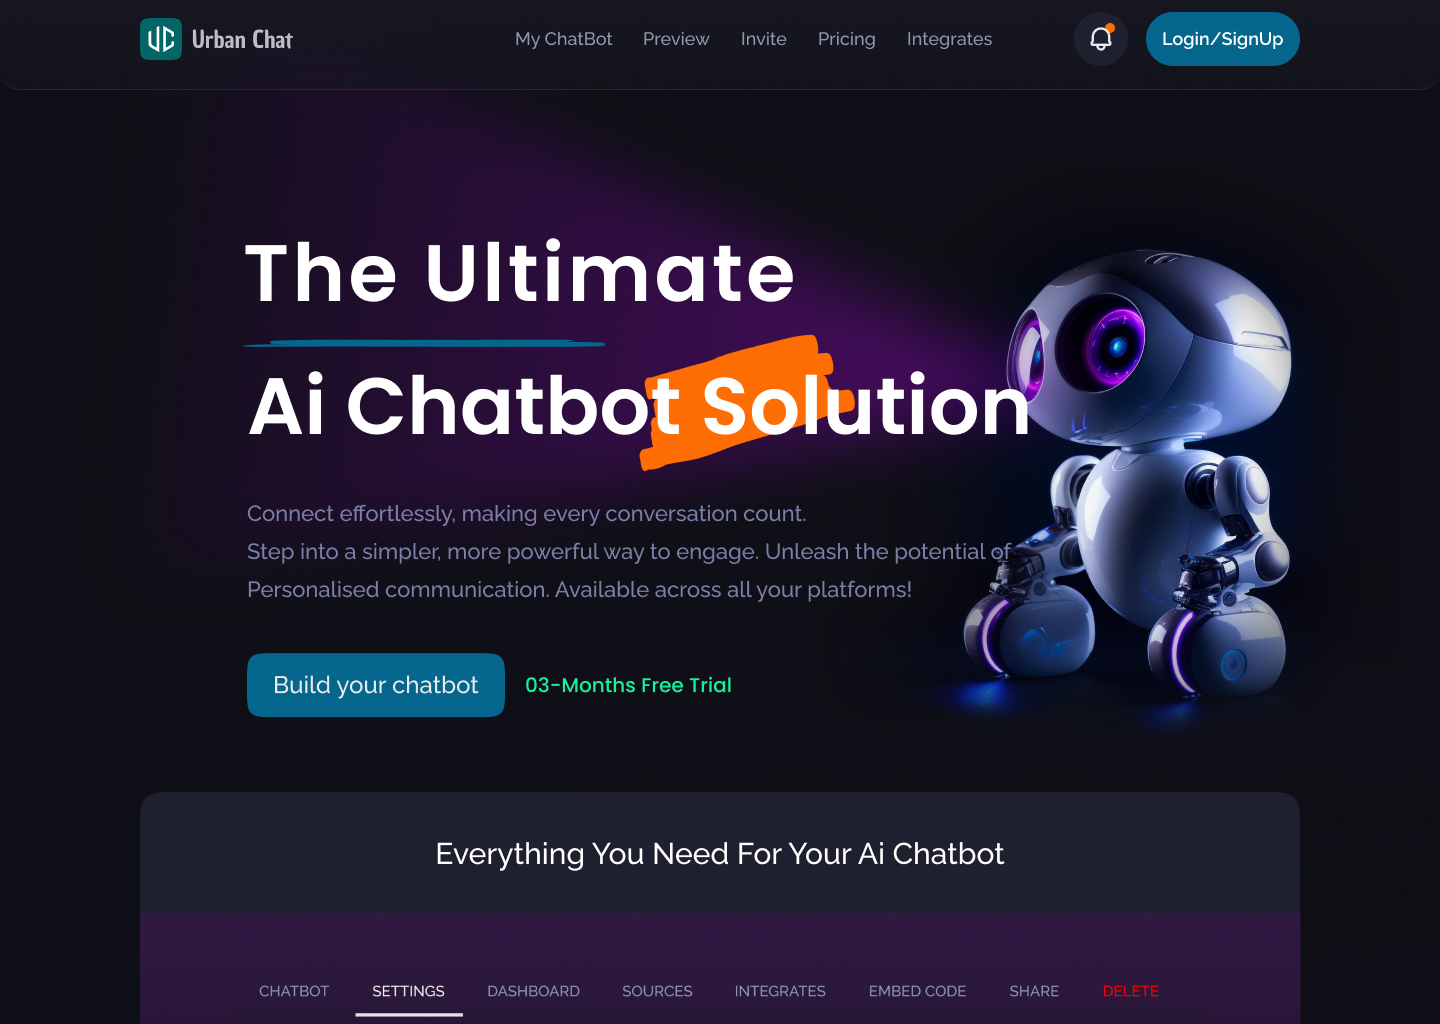 UC Urban Chat
My ChatBot Preview Invite Pricing Integrates
Login/SignUp
The Ultimate
Ai Chatbot Solution
Connect effortlessly, making every conversation count.
Step into a simpler, more powerful way to engage. Unleash the potential of
Personalised communication. Available across all your platforms!
Build your chatbot
03-Months Free Trial
Everything You Need For Your Ai Chatbot
CHATBOT SETTINGS DASHBOARD SOURCES INTEGRATES EMBED CODE SHARE DELETE